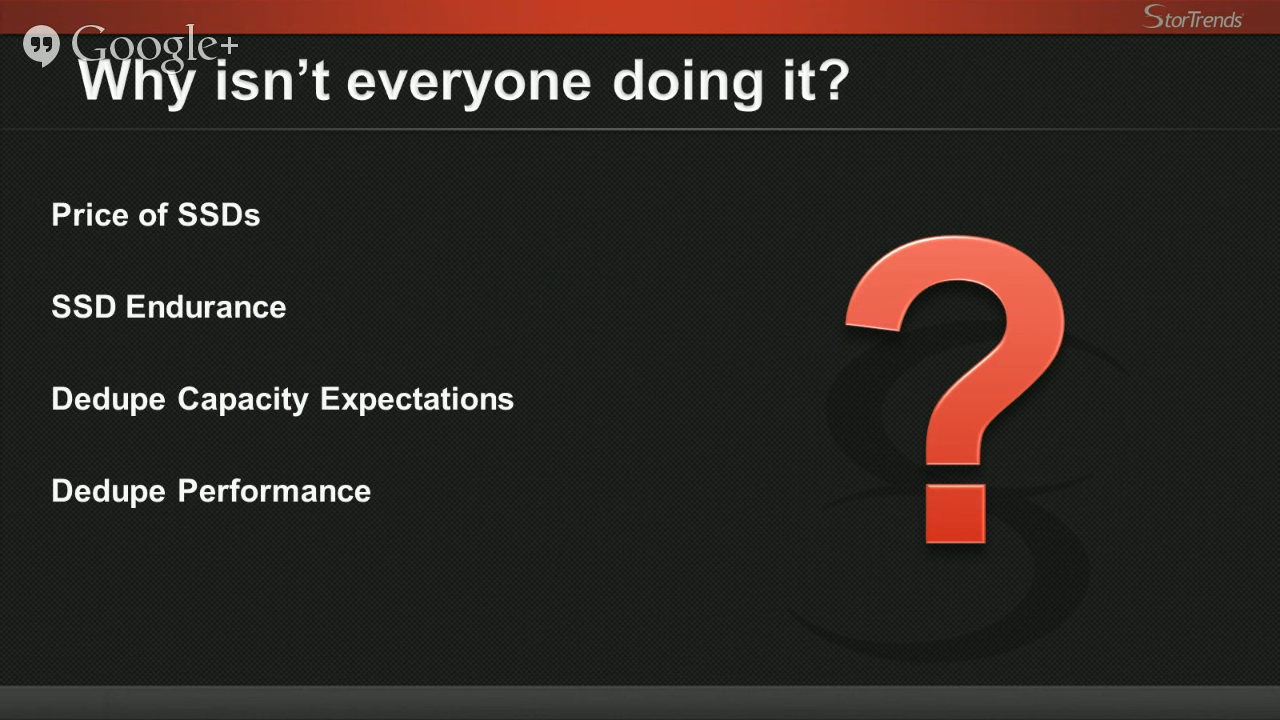 StorTrends
Google+
Why isn’t everyone doing it?
Price of SSDs
SSD Endurance
Dedupe Capacity Expectations
Dedupe Performance
?